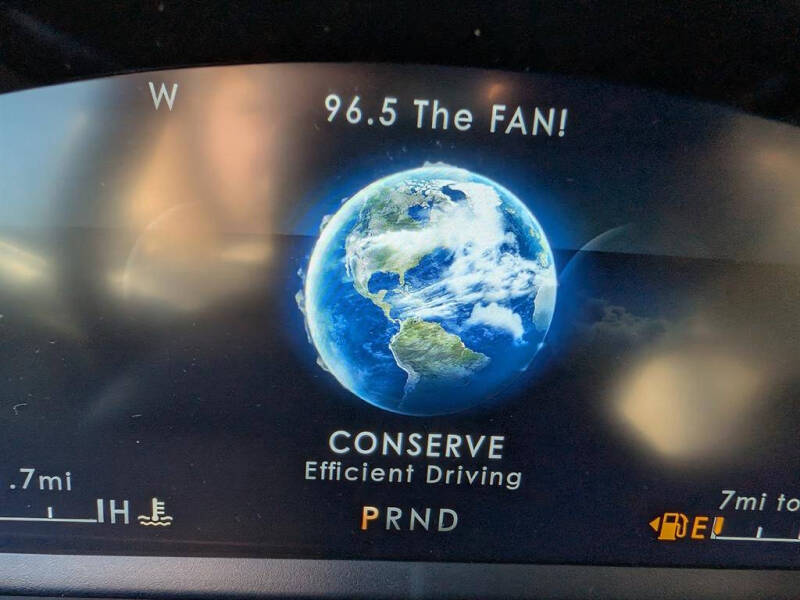 W
96.5 The FAN!
CONSERVE
Efficient Driving
.7mi
H
PRND
7mi to
E